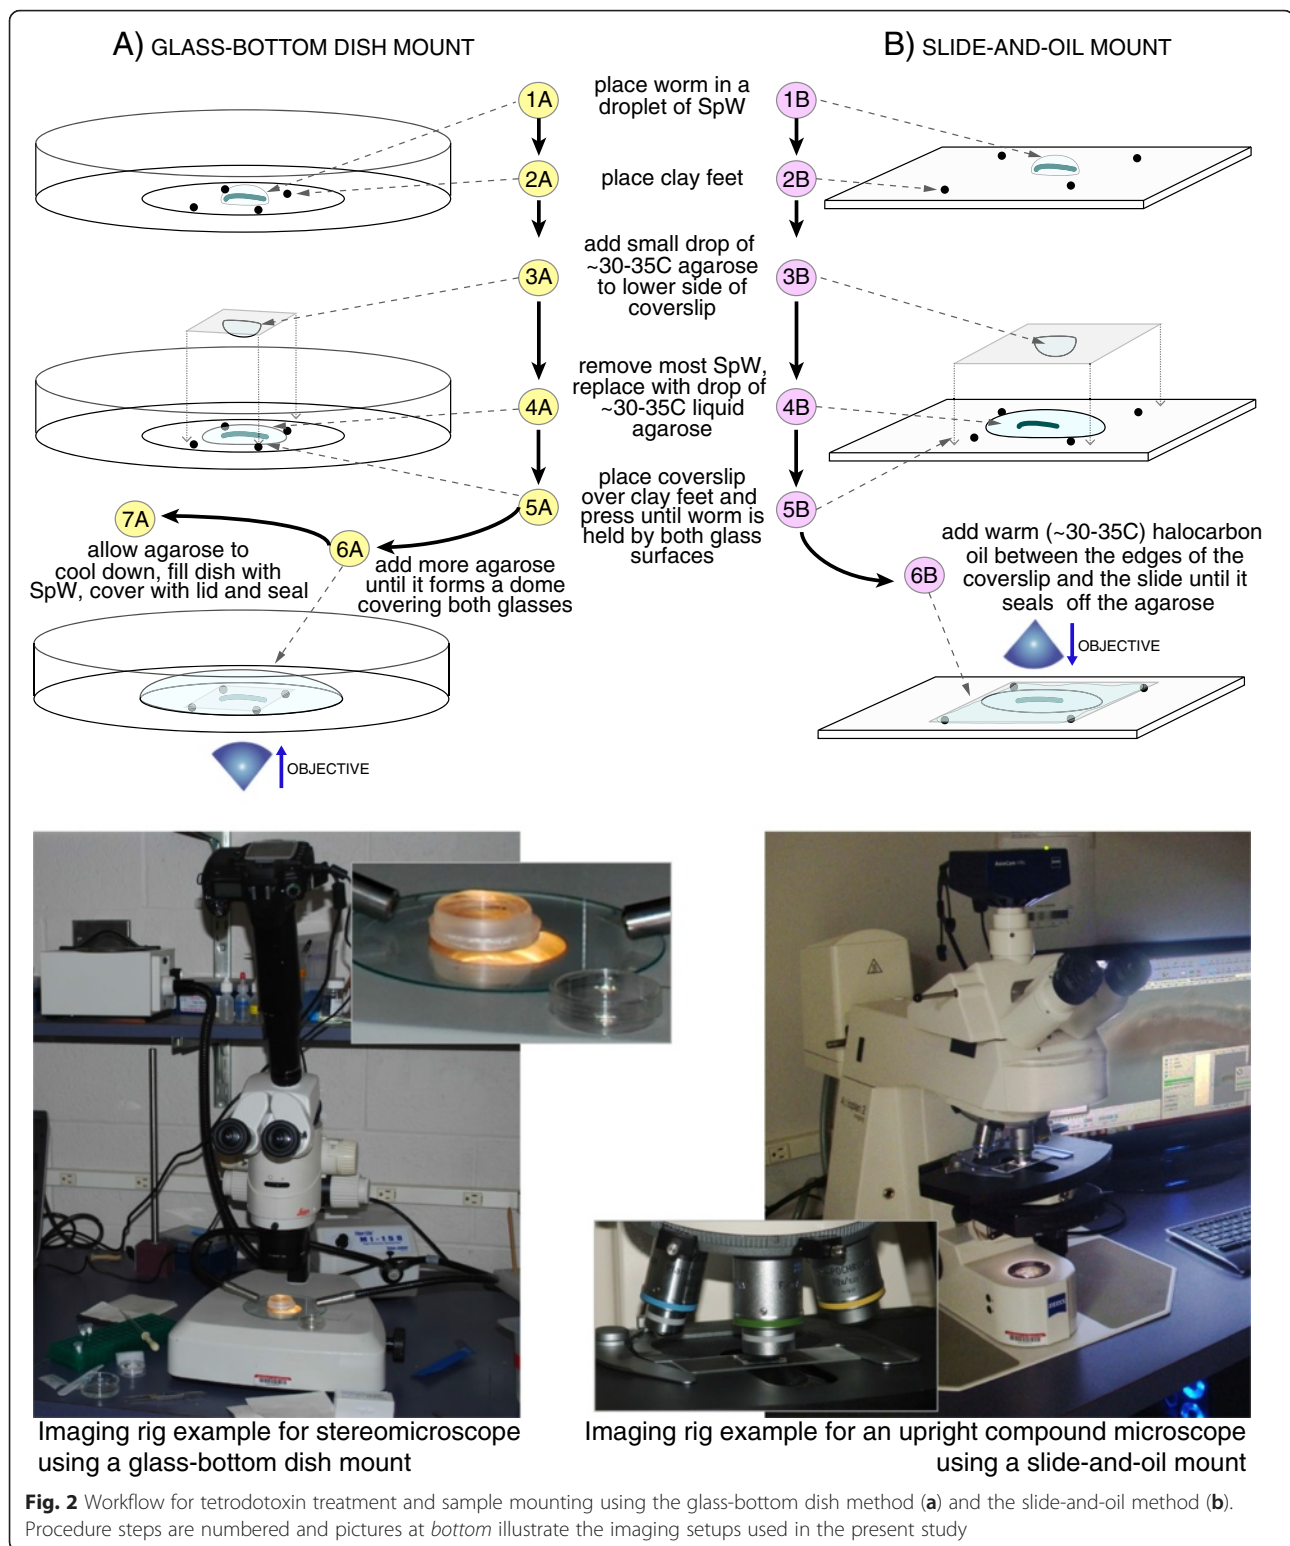 A) GLASS-BOTTOM DISH MOUNT
B) SLIDE-AND-OIL MOUNT
1A
place worm in a
droplet of SpW
1B
2A
place clay feet
2B
add small drop of
~30-35C agarose
to lower side of
coverslip
3A
3B
remove most SpW,
replace with drop of
~30-35C liquid
agarose
4A
4B
place coverslip
over clay feet and
press until worm is
held by both glass
surfaces
5A
5B
7A
allow agarose to
cool down, fill dish with
SpW, cover with lid and seal
6A
add more agarose
until it forms a dome
covering both glasses
6B
add warm (~30-35C) halocarbon
oil between the edges of the
coverslip and the slide until it
seals off the agarose
OBJECTIVE
OBJECTIVE
Leica
MI-150
ZEISS
Imaging rig example for stereomicroscope
using a glass-bottom dish mount
Imaging rig example for an upright compound microscope
using a slide-and-oil mount
Fig. 2 Workflow for tetrodotoxin treatment and sample mounting using the glass-bottom dish method (a) and the slide-and-oil method (b).
Procedure steps are numbered and pictures at bottom illustrate the imaging setups used in the present study